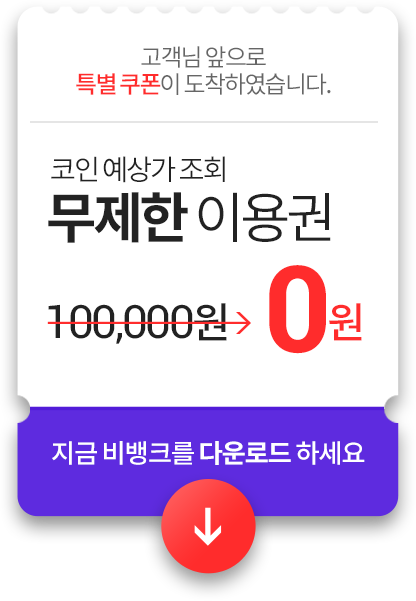 고객님 앞으로
특별 쿠폰이 도착하였습니다.
코인 예상가 조회
무제한 이용권
100,000원 → 0원
지금 비뱅크를 다운로드 하세요